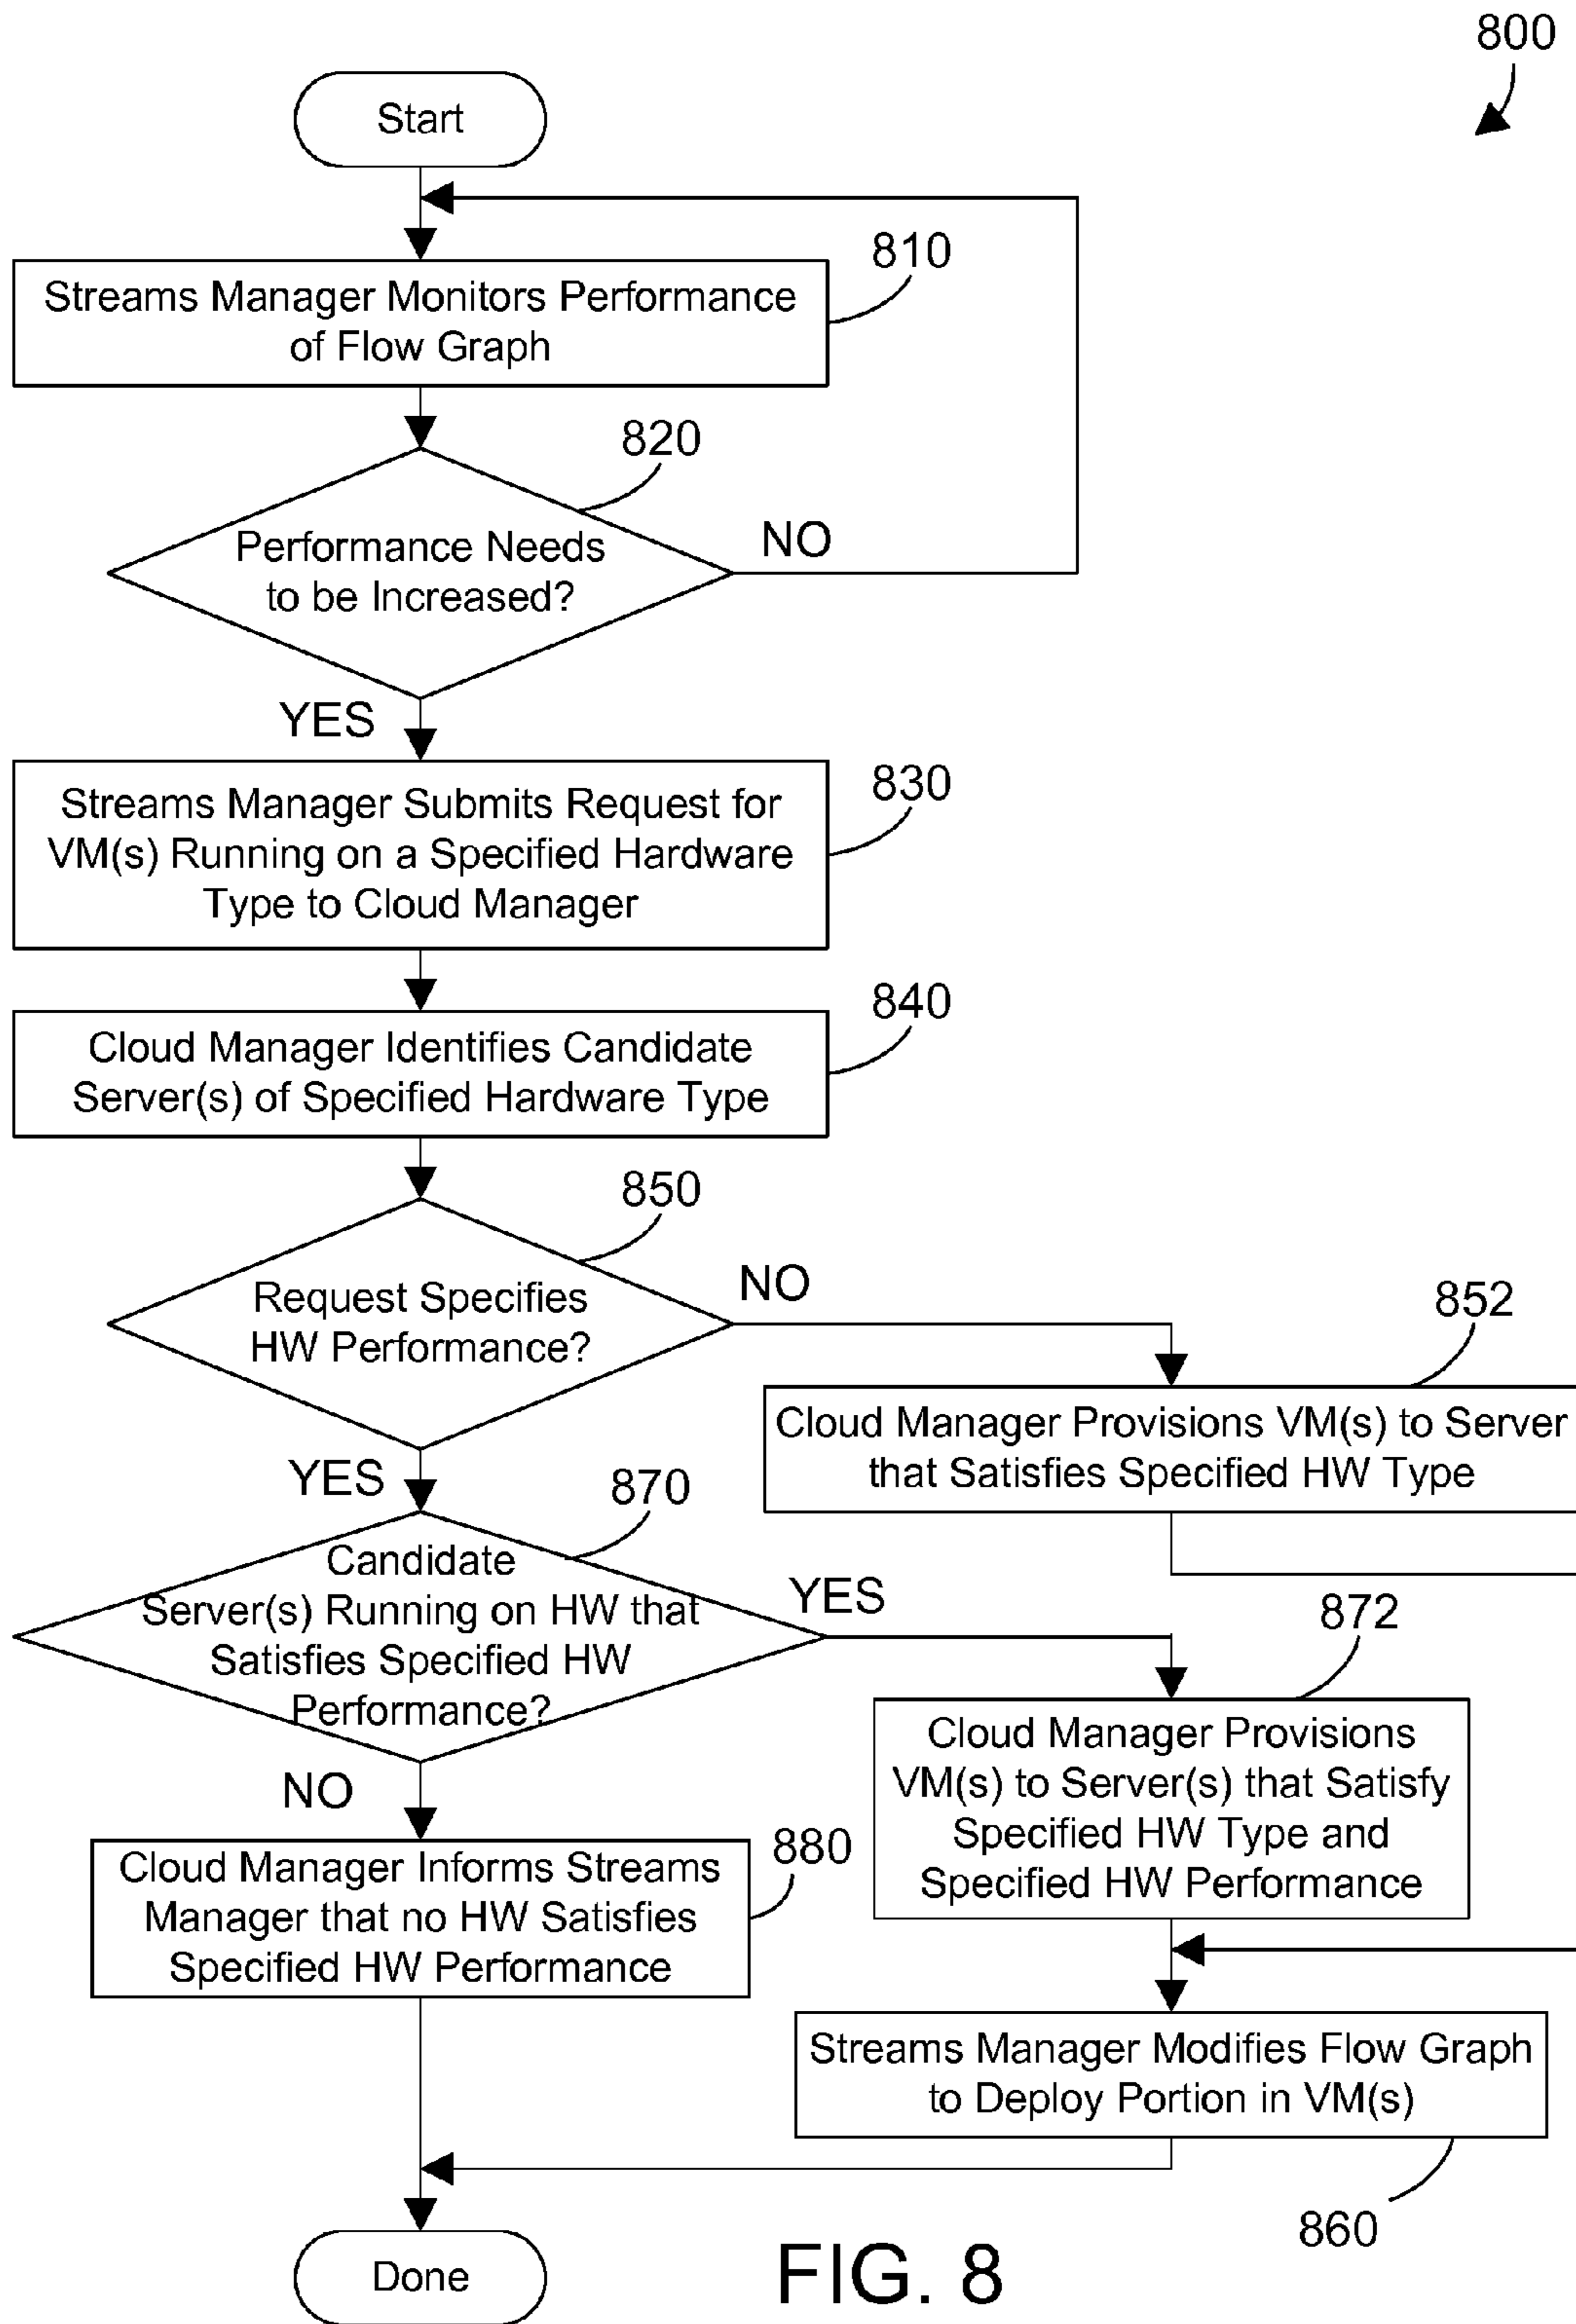 800
Start
810
Streams Manager Monitors Performance
of Flow Graph
820
Performance Needs
to be Increased?
NO
YES
830
Streams Manager Submits Request for
VM(s) Running on a Specified Hardware
Type to Cloud Manager
840
Cloud Manager Identifies Candidate
Server(s) of Specified Hardware Type
850
Request Specifies
HW Performance?
NO
852
Cloud Manager Provisions VM(s) to Server
that Satisfies Specified HW Type
YES
870
Candidate
Server(s) Running on HW that
Satisfies Specified HW
Performance?
YES
872
Cloud Manager Provisions
VM(s) to Server(s) that Satisfy
Specified HW Type and
Specified HW Performance
NO
880
Cloud Manager Informs Streams
Manager that no HW Satisfies
Specified HW Performance
Streams Manager Modifies Flow Graph
to Deploy Portion in VM(s)
860
Done
FIG. 8